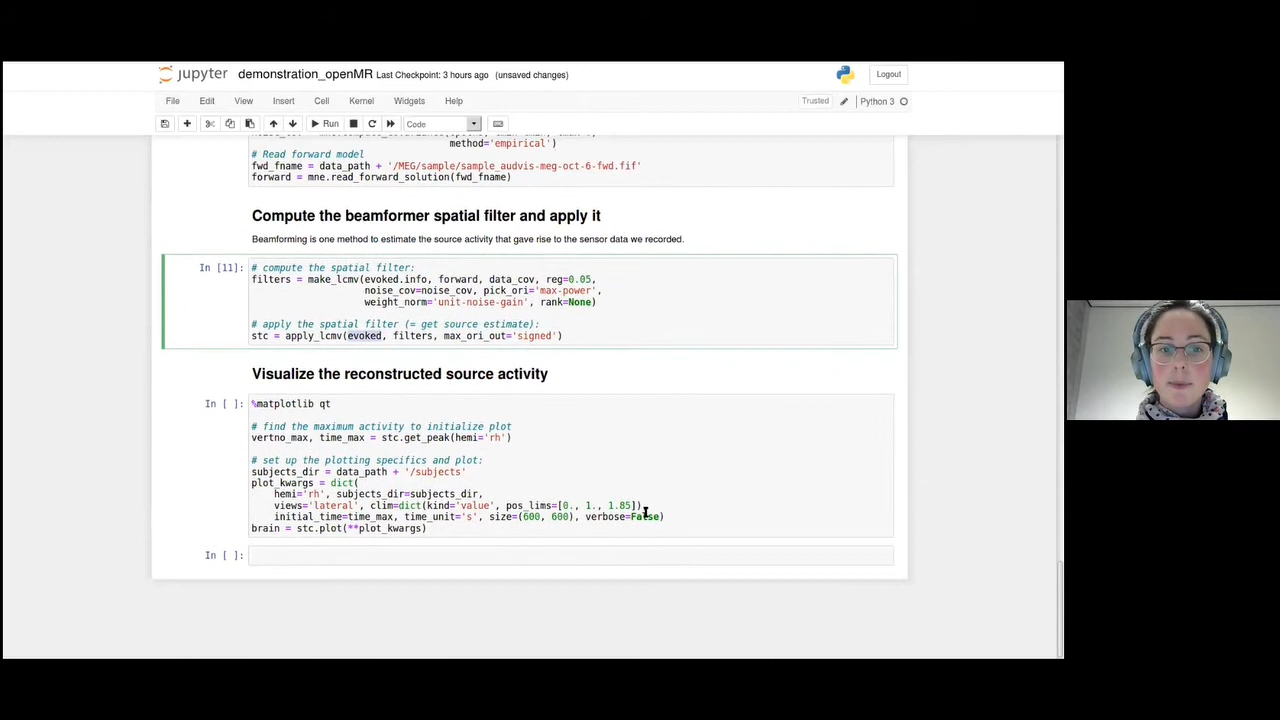 jupyter demonstration_openMR Last Checkpoint: 3 hours ago (unsaved changes) Logout
File Edit View Insert Cell Kernel Widgets Help Trusted Python 3
Run Code
method='empirical')
# Read forward model
fwd_fname = data_path + '/MEG/sample/sample_audvis-meg-oct-6-fwd.fif'
forward = mne.read_forward_solution(fwd_fname)
Compute the beamformer spatial filter and apply it
Beamforming is one method to estimate the source activity that gave rise to the sensor data we recorded.
In [11]: # compute the spatial filter:
filters = make_lcmv(evoked.info, forward, data_cov, reg=0.05,
noise_cov=noise_cov, pick_ori='max-power',
weight_norm='unit-noise-gain', rank=None)
# apply the spatial filter (= get source estimate):
stc = apply_lcmv(evoked, filters, max_ori_out='signed')
Visualize the reconstructed source activity
In [ ]: %matplotlib qt
# find the maximum activity to initialize plot
vertno_max, time_max = stc.get_peak(hemi='rh')
# set up the plotting specifics and plot:
subjects_dir = data_path + '/subjects'
plot_kwargs = dict(
hemi='rh', subjects_dir=subjects_dir,
views='lateral', clim=dict(kind='value', pos_lims=[0., 1., 1.85]),
initial_time=time_max, time_unit='s', size=(600, 600), verbose=False)
brain = stc.plot(**plot_kwargs)
In [ ]: